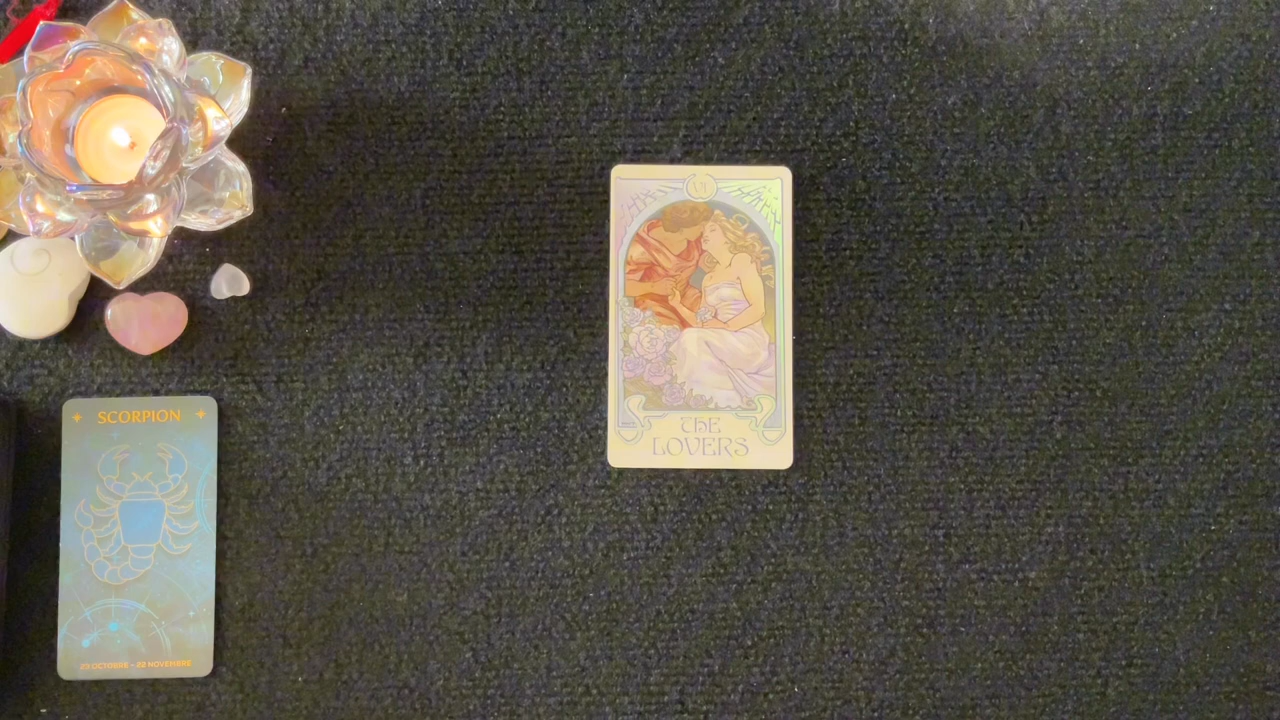 VI
THE
LOVERS
SCORPION
23 OCTOBRE - 22 NOVEMBRE